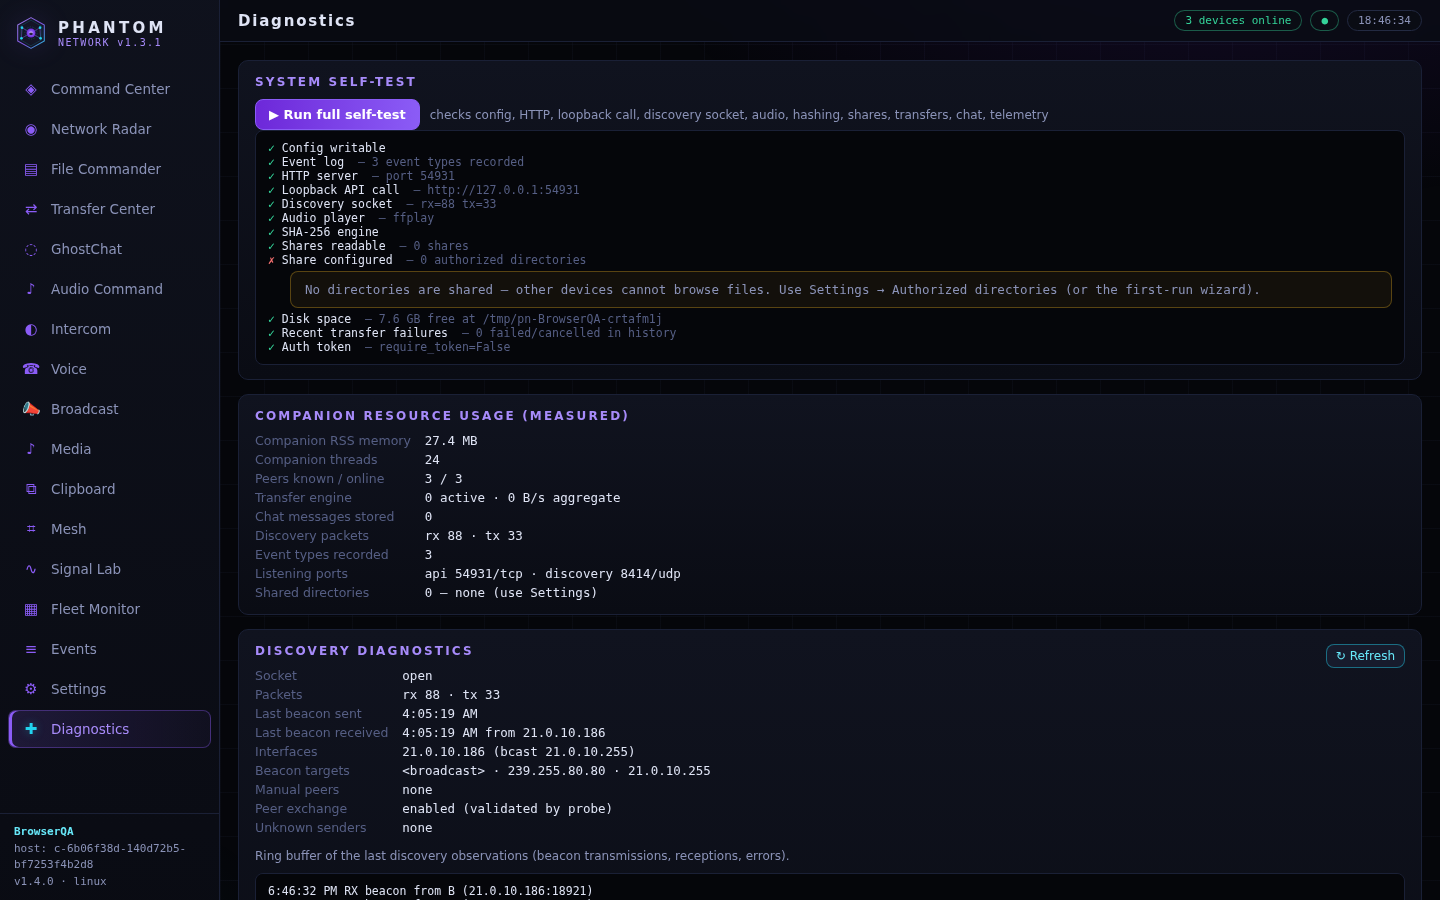 PHANTOM
NETWORK v1.3.1
Command Center
Network Radar
File Commander
Transfer Center
GhostChat
Audio Command
Intercom
Voice
Broadcast
Media
Clipboard
Mesh
Signal Lab
Fleet Monitor
Events
Settings
Diagnostics
BrowserQA
host: c-6b06f38d-140d72b5-
bf7253f4b2d8
v1.4.0 · linux
Diagnostics
3 devices online
18:46:34
SYSTEM SELF-TEST
▶ Run full self-test checks config, HTTP, loopback call, discovery socket, audio, hashing, shares, transfers, chat, telemetry
✓ Config writable
✓ Event log — 3 event types recorded
✓ HTTP server — port 54931
✓ Loopback API call — http://127.0.0.1:54931
✓ Discovery socket — rx=88 tx=33
✓ Audio player — ffplay
✓ SHA-256 engine
✓ Shares readable — 0 shares
✗ Share configured — 0 authorized directories
No directories are shared — other devices cannot browse files. Use Settings → Authorized directories (or the first-run wizard).
✓ Disk space — 7.6 GB free at /tmp/pn-BrowserQA-crtafm1j
✓ Recent transfer failures — 0 failed/cancelled in history
✓ Auth token — require_token=False
COMPANION RESOURCE USAGE (MEASURED)
Companion RSS memory 27.4 MB
Companion threads 24
Peers known / online 3 / 3
Transfer engine 0 active · 0 B/s aggregate
Chat messages stored 0
Discovery packets rx 88 · tx 33
Event types recorded 3
Listening ports api 54931/tcp · discovery 8414/udp
Shared directories 0 — none (use Settings)
DISCOVERY DIAGNOSTICS
↻ Refresh
Socket open
Packets rx 88 · tx 33
Last beacon sent 4:05:19 AM
Last beacon received 4:05:19 AM from 21.0.10.186
Interfaces 21.0.10.186 (bcast 21.0.10.255)
Beacon targets <broadcast> · 239.255.80.80 · 21.0.10.255
Manual peers none
Peer exchange enabled (validated by probe)
Unknown senders none
Ring buffer of the last discovery observations (beacon transmissions, receptions, errors).
6:46:32 PM RX beacon from B (21.0.10.186:18921)